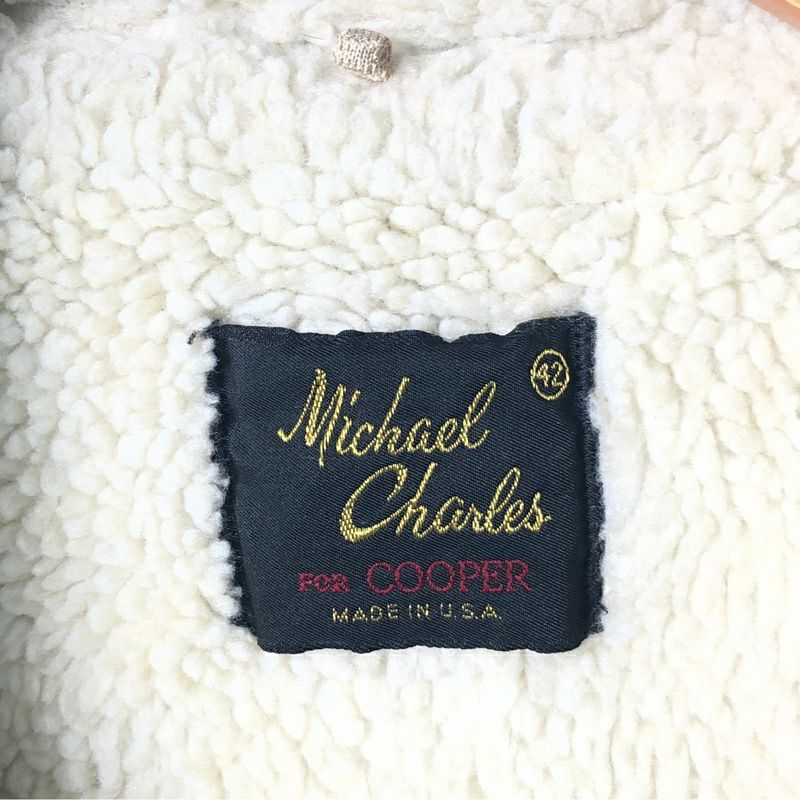 42
Michael
Charles
FOR COOPER
MADE IN U.S.A.